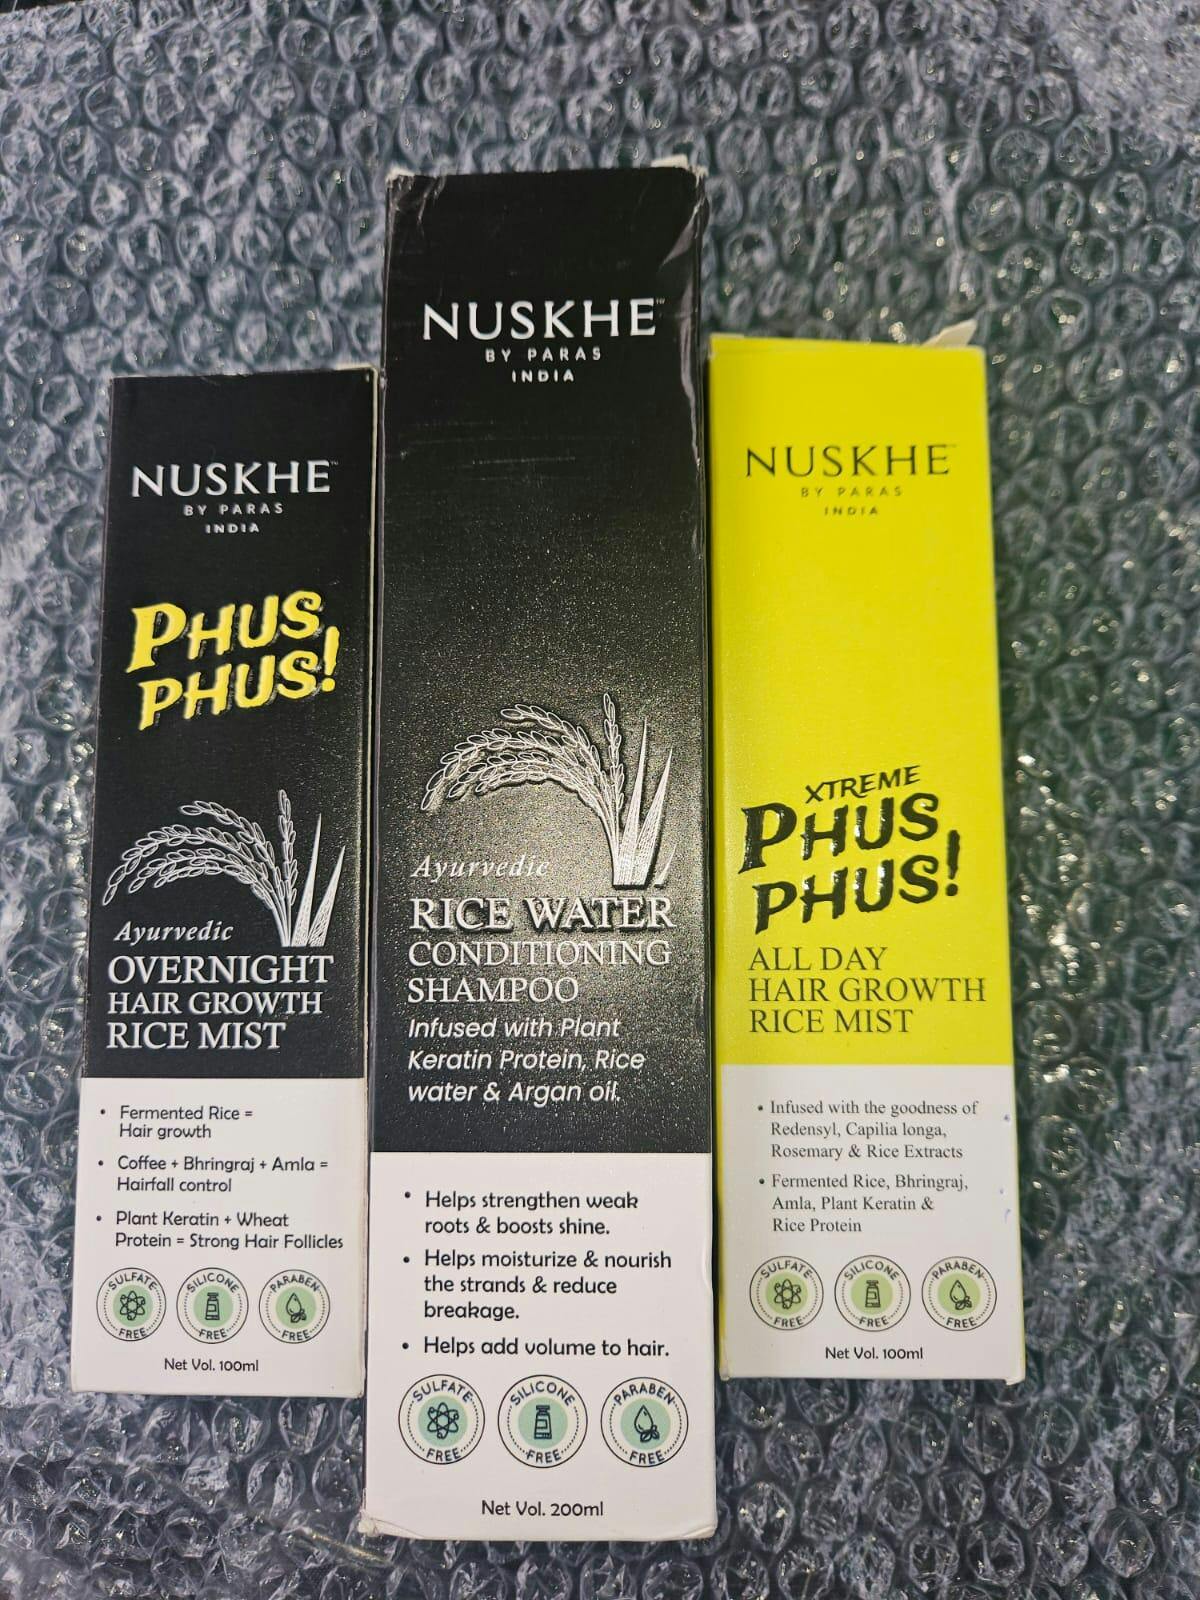 NUSKHE™
BY PARAS
INDIA
PHUS
PHUS!
Ayurvedic
OVERNIGHT
HAIR GROWTH
RICE MIST
• Fermented Rice =
Hair growth
• Coffee + Bhringraj + Amla =
Hairfall control
• Plant Keratin + Wheat
Protein = Strong Hair Follicles
SULFATE FREE
SILICONE FREE
PARABEN FREE
Net Vol. 100ml
NUSKHE™
BY PARAS
INDIA
Ayurvedic
RICE WATER
CONDITIONING
SHAMPOO
Infused with Plant
Keratin Protein, Rice
water & Argan oil.
• Helps strengthen weak
roots & boosts shine.
• Helps moisturize & nourish
the strands & reduce
breakage.
• Helps add volume to hair.
SULFATE FREE
SILICONE FREE
PARABEN FREE
Net Vol. 200ml
NUSKHE™
BY PARAS
INDIA
XTREME
PHUS
PHUS!
ALL DAY
HAIR GROWTH
RICE MIST
• Infused with the goodness of
Redensyl, Capilia longa,
Rosemary & Rice Extracts
• Fermented Rice, Bhringraj,
Amla, Plant Keratin &
Rice Protein
SULFATE FREE
SILICONE FREE
PARABEN FREE
Net Vol. 100ml